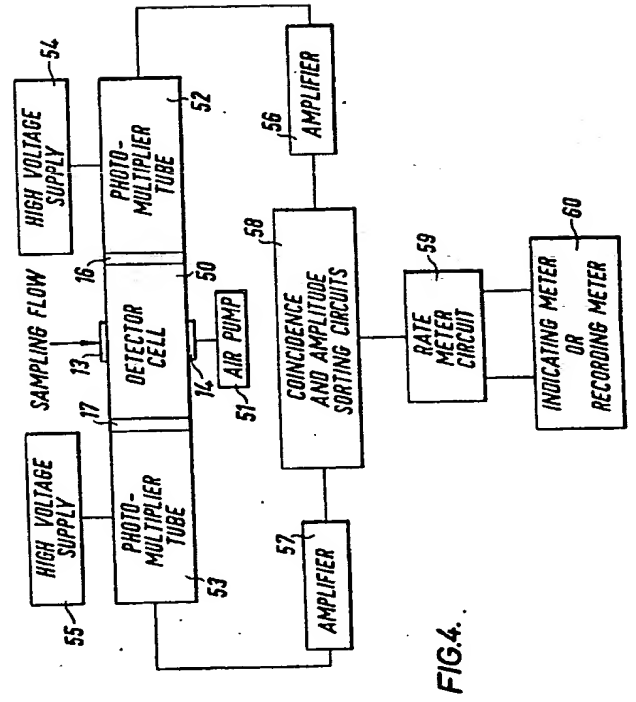 55
HIGH VOLTAGE
SUPPLY
SAMPLING FLOW
HIGH VOLTAGE
SUPPLY
54
17
13
16
PHOTO-
MULTIPLIER
TUBE
DETECTOR
CELL
PHOTO-
MULTIPLIER
TUBE
53
14
50
52
51
AIR PUMP
57
AMPLIFIER
COINCIDENCE
AND AMPLITUDE
SORTING CIRCUITS
58
56
AMPLIFIER
RATE
METER
CIRCUIT
59
INDICATING METER
OR
RECORDING METER
60
FIG.4.